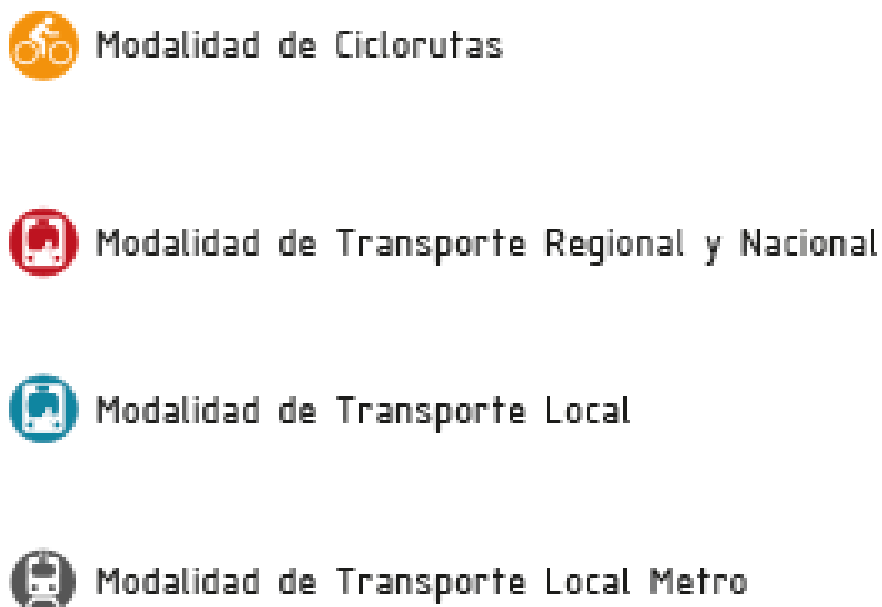 Modalidad de Ciclorutas
Modalidad de Transporte Regional y Nacional
Modalidad de Transporte Local
Modalidad de Transporte Local Metro